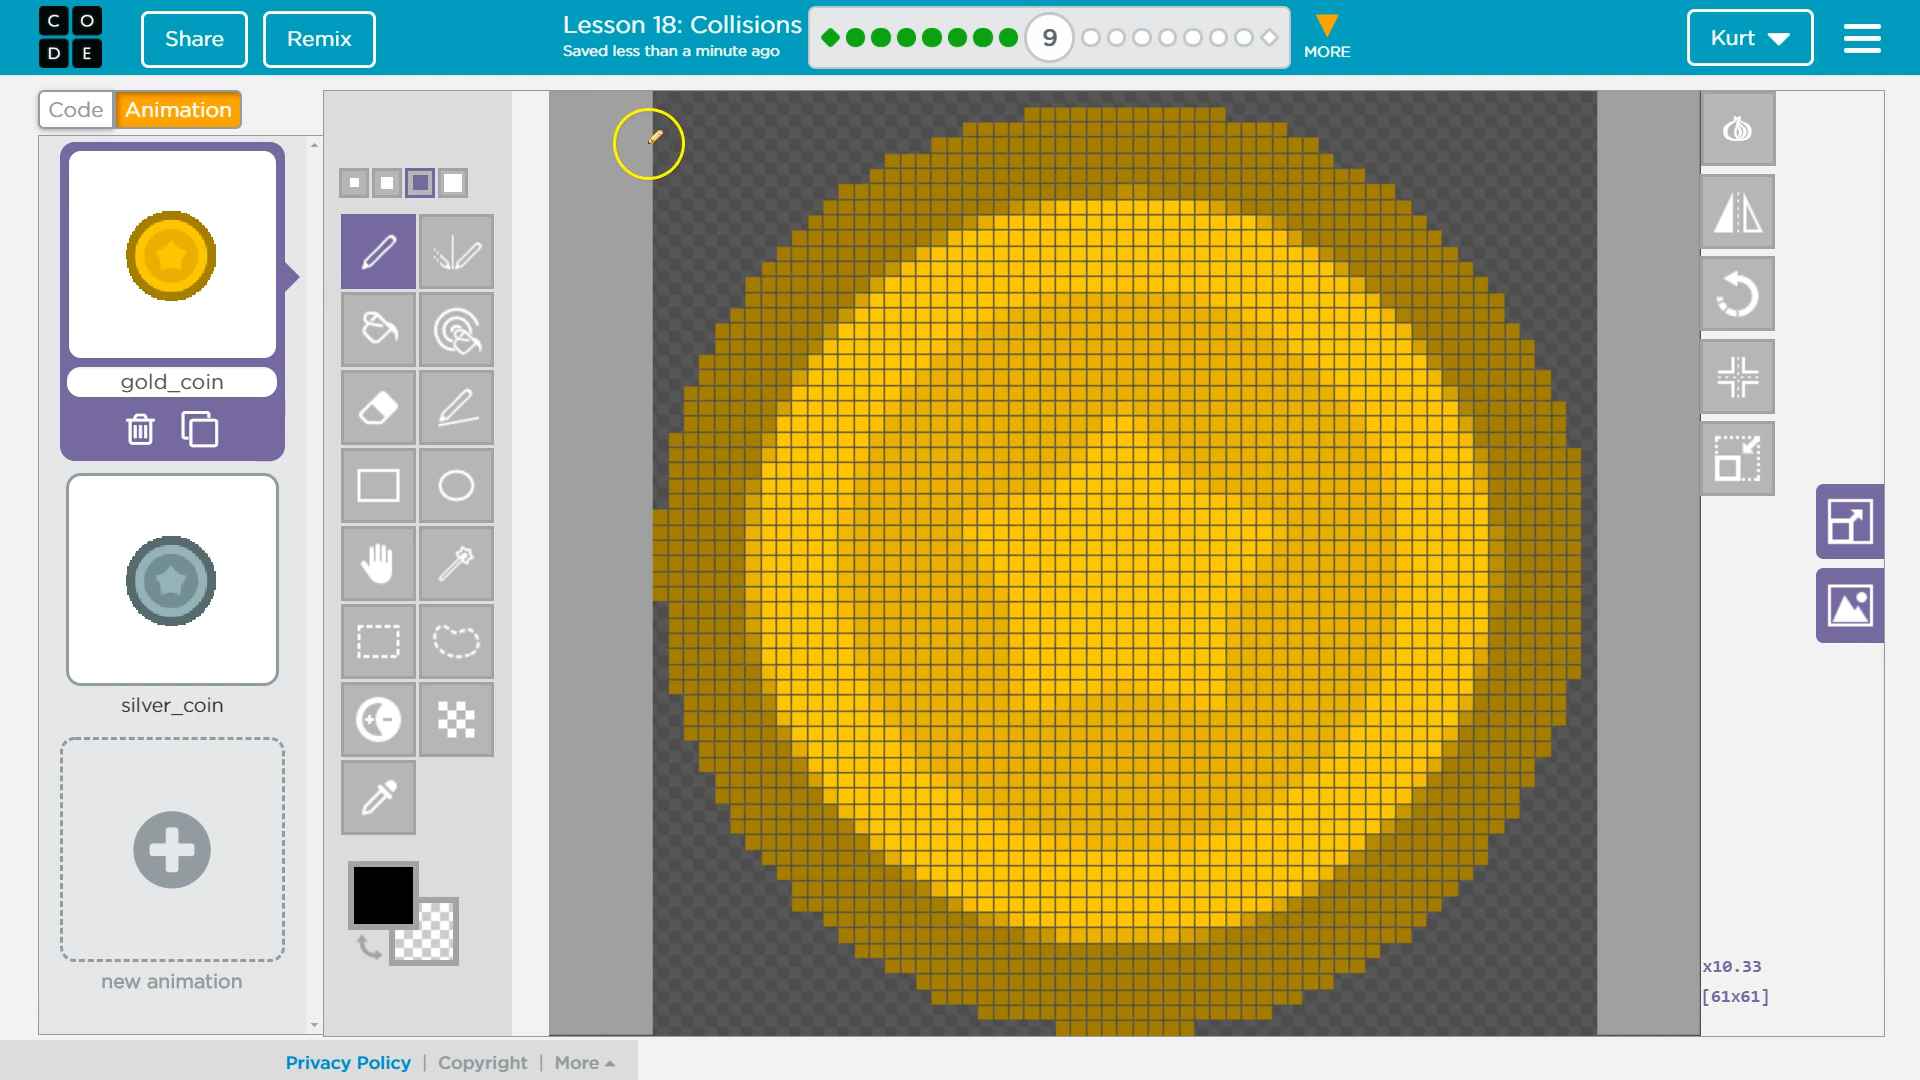 C O
D E
Share
Remix
Lesson 18: Collisions
Saved less than a minute ago
9
MORE
Kurt
Code
Animation
gold_coin
silver_coin
new animation
x10.33
[61x61]
Privacy Policy | Copyright | More